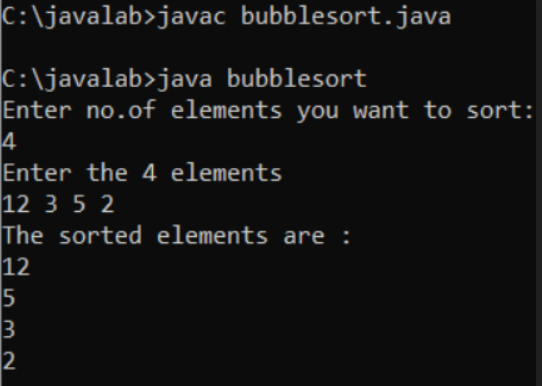 C:\javalab>javac bubblesort.java
C:\javalab>java bubblesort
Enter no.of elements you want to sort:
4
Enter the 4 elements
12 3 5 2
The sorted elements are :
12
5
3
2